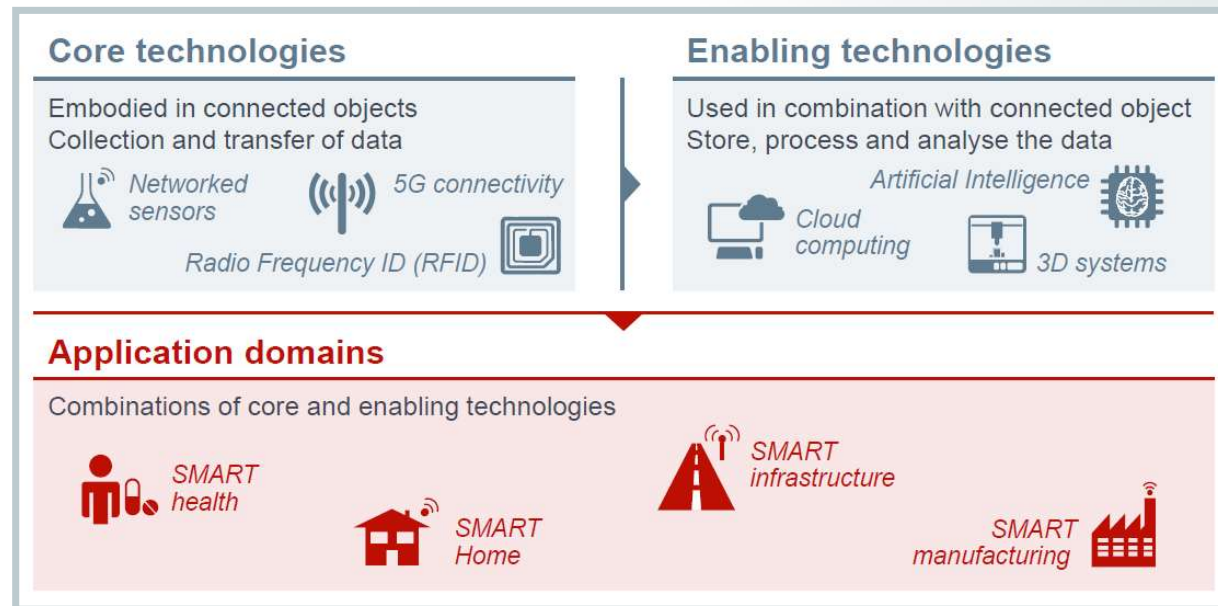 Core technologies
Embodied in connected objects
Collection and transfer of data
Networked
sensors
5G connectivity
Radio Frequency ID (RFID)
Enabling technologies
Used in combination with connected object
Store, process and analyse the data
Artificial Intelligence
Cloud
computing
3D systems
Application domains
Combinations of core and enabling technologies
SMART
health
SMART
Home
SMART
infrastructure
SMART
manufacturing